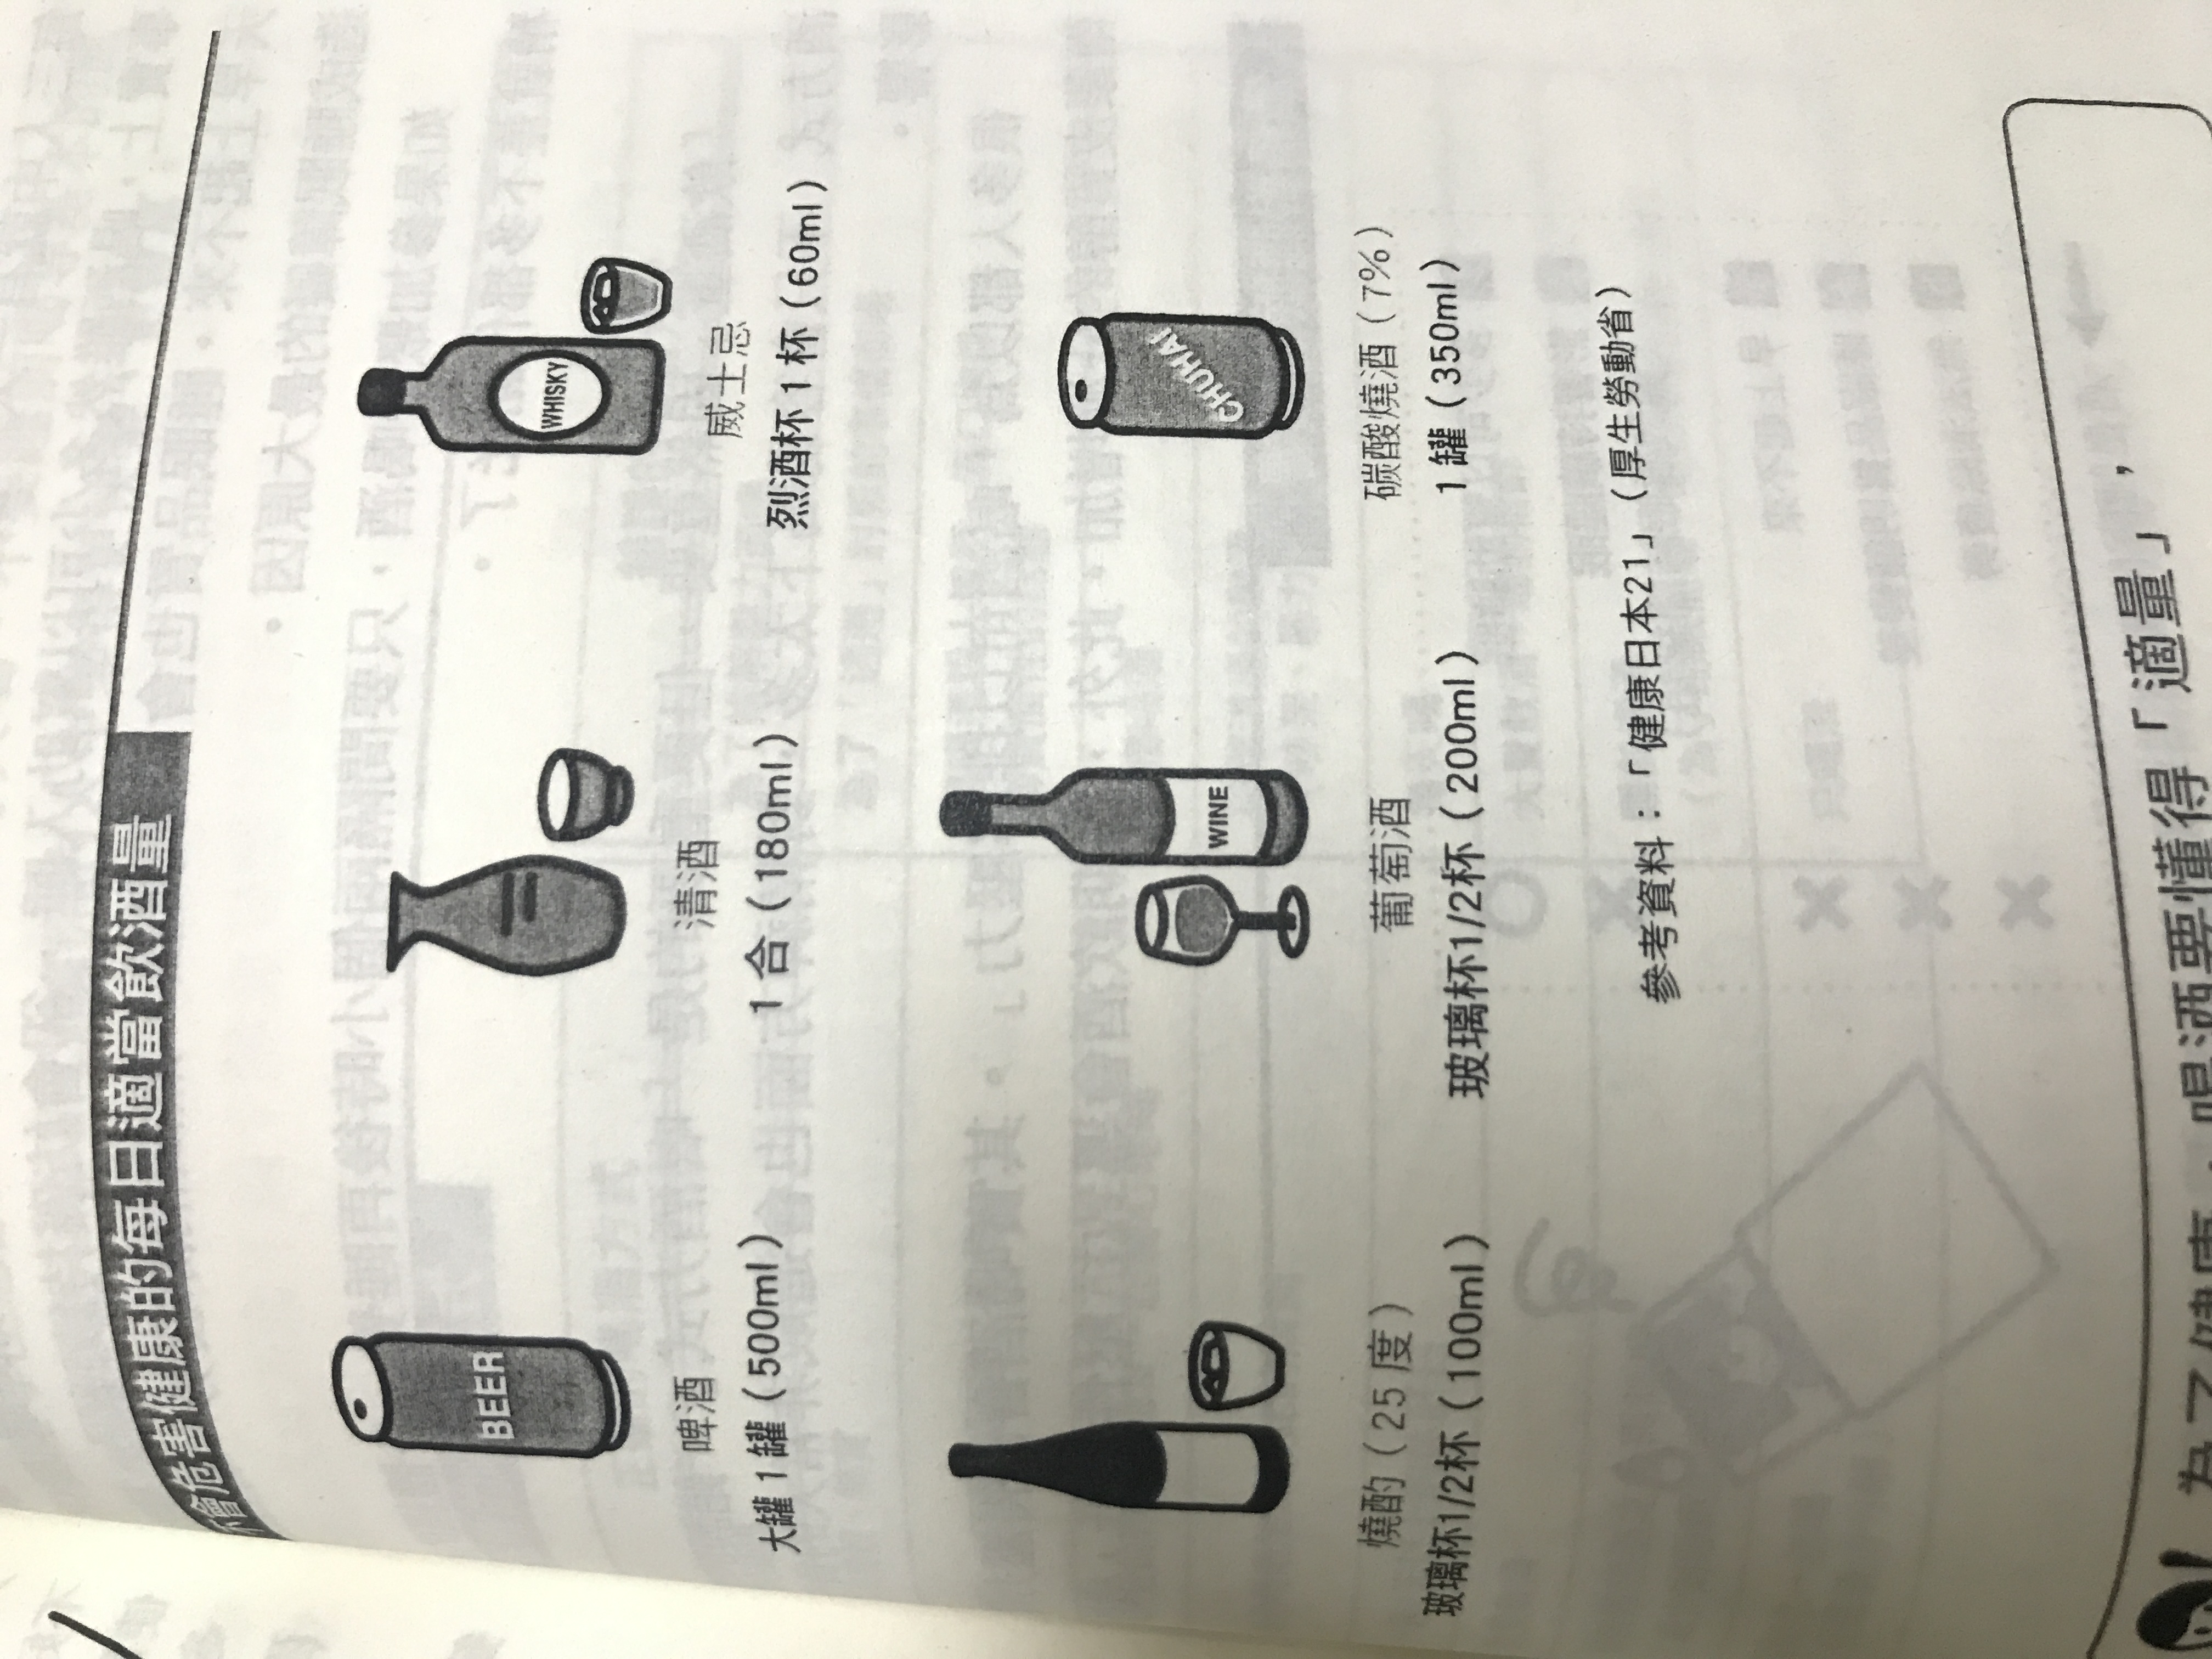 不會危害健康的每日適當飲酒量
BEER
WHISKY
啤酒
清酒
威士忌
大罐1罐（500ml）
1合（180ml）
烈酒杯1杯（60ml）
WINE
CHUHAI
燒酌（25度）
葡萄酒
碳酸燒酒（7%）
玻璃杯1/2杯（100ml）
玻璃杯1/2杯（200ml）
1罐（350ml）
參考資料：「健康日本21」（厚生勞動省）
為了健康，喝酒要懂得「適量」，